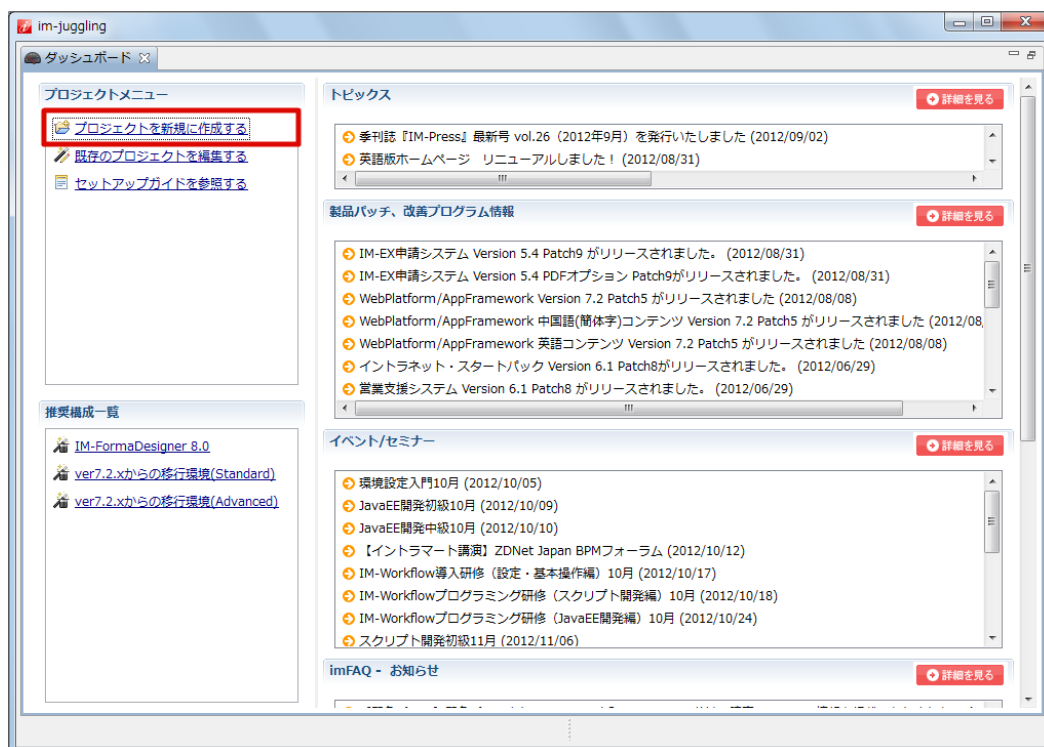 im-juggling
ダッシュボード
プロジェクトメニュー
プロジェクトを新規に作成する
既存のプロジェクトを編集する
セットアップガイドを参照する
推奨構成一覧
IM-FormaDesigner 8.0
ver7.2.xからの移行環境(Standard)
ver7.2.xからの移行環境(Advanced)
トピックス
詳細を見る
季刊誌『IM-Press』最新号 vol.26（2012年9月）を発行いたしました (2012/09/02)
英語版ホームページ　リニューアルしました！ (2012/08/31)
製品パッチ、改善プログラム情報
詳細を見る
IM-EX申請システム Version 5.4 Patch9 がリリースされました。 (2012/08/31)
IM-EX申請システム Version 5.4 PDFオプション Patch9がリリースされました。 (2012/08/31)
WebPlatform/AppFramework Version 7.2 Patch5 がリリースされました (2012/08/08)
WebPlatform/AppFramework 中国語(簡体字)コンテンツ Version 7.2 Patch5 がリリースされました (2012/08,
WebPlatform/AppFramework 英語コンテンツ Version 7.2 Patch5 がリリースされました (2012/08/08)
イントラネット・スタートパック Version 6.1 Patch8がリリースされました。 (2012/06/29)
営業支援システム Version 6.1 Patch8 がリリースされました。 (2012/06/29)
イベント/セミナー
詳細を見る
環境設定入門10月 (2012/10/05)
JavaEE開発初級10月 (2012/10/09)
JavaEE開発中級10月 (2012/10/10)
【イントラマート講演】ZDNet Japan BPMフォーラム (2012/10/12)
IM-Workflow導入研修（設定・基本操作編）10月 (2012/10/17)
IM-Workflowプログラミング研修（スクリプト開発編）10月 (2012/10/18)
IM-Workflowプログラミング研修（JavaEE開発編）10月 (2012/10/24)
スクリプト開発初級11月 (2012/11/06)
imFAQ - お知らせ
詳細を見る